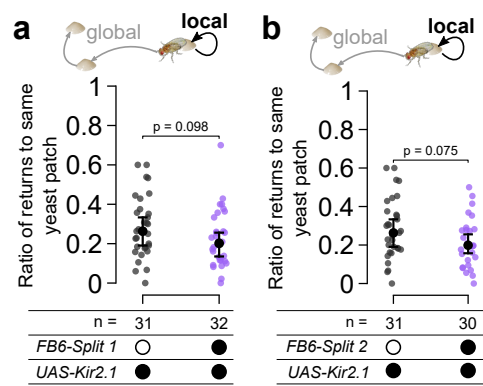 a
global
local
Ratio of returns to same
yeast patch
1
0.8
0.6
0.4
0.2
0
p = 0.098
n = 31 32
FB6-Split 1
UAS-Kir2.1
b
global
local
Ratio of returns to same
yeast patch
1
0.8
0.6
0.4
0.2
0
p = 0.075
n = 31 30
FB6-Split 2
UAS-Kir2.1